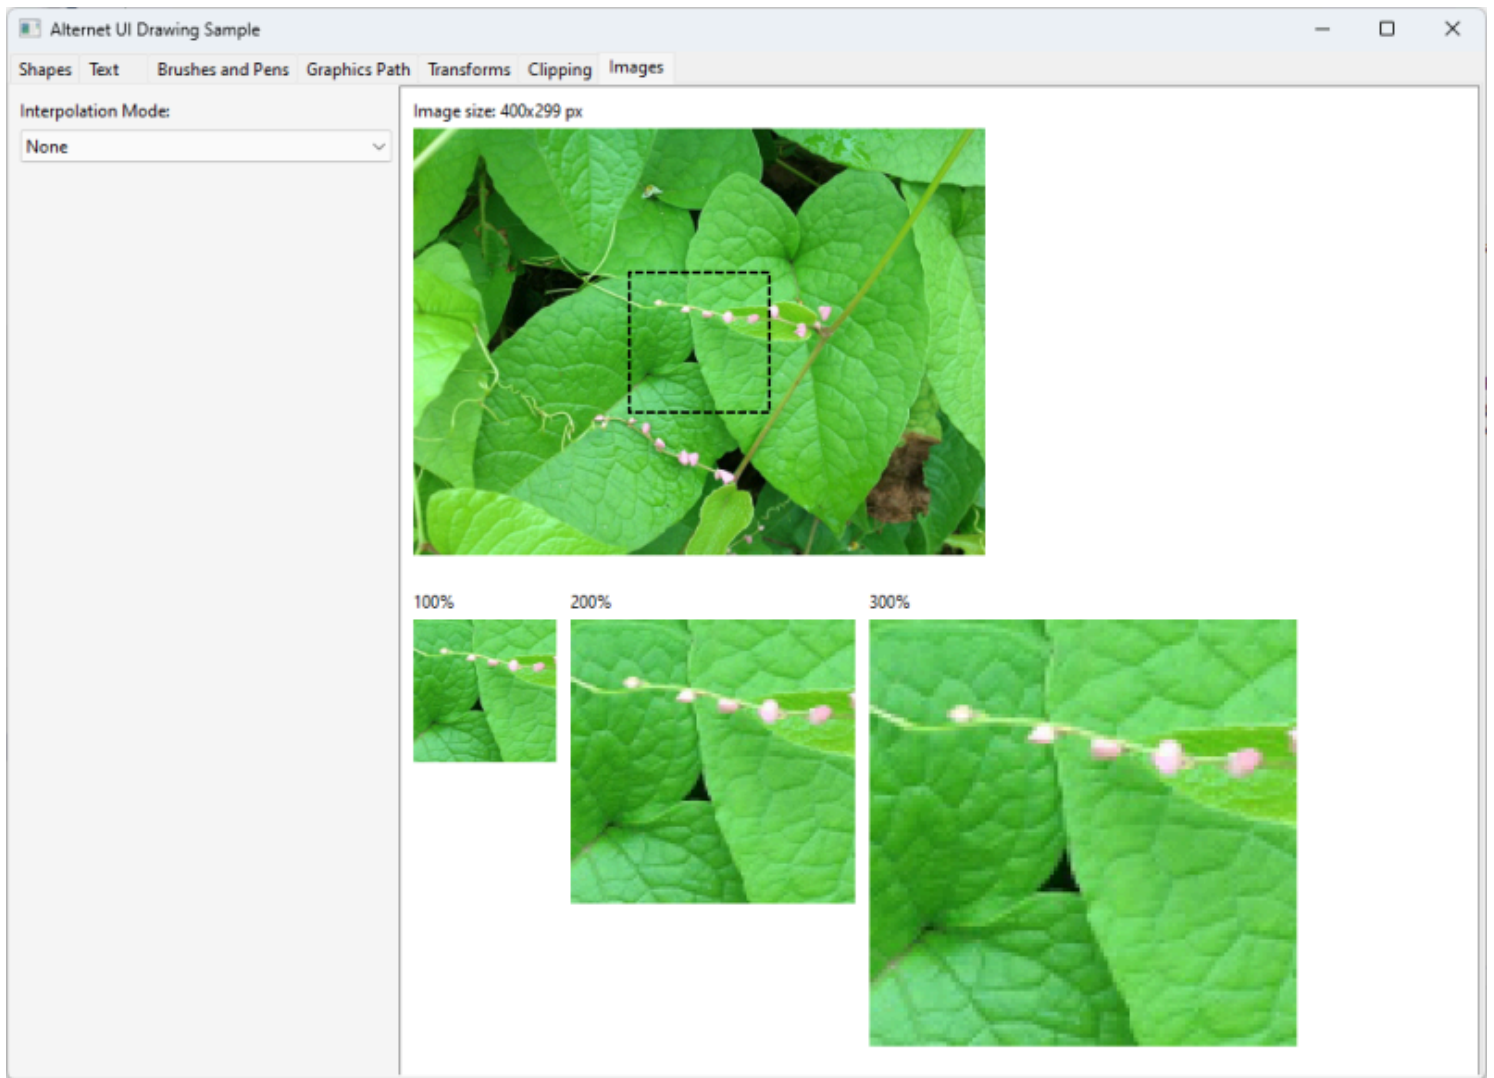 Alternet UI Drawing Sample
Shapes Text Brushes and Pens Graphics Path Transforms Clipping Images
Interpolation Mode:
None
Image size: 400x299 px
100% 200% 300%